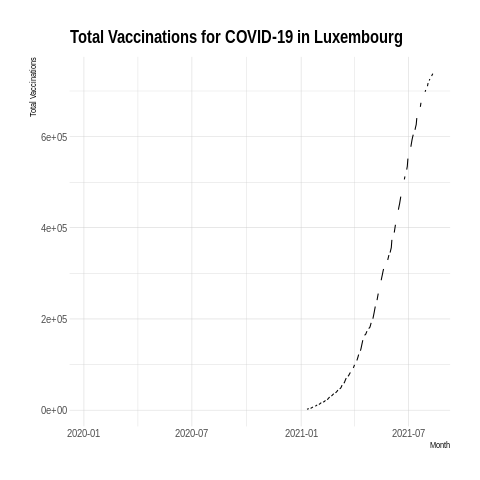 Total Vaccinations for COVID-19 in Luxembourg
Total Vaccinations
6e+05
4e+05
2e+05
0e+00
2020-01
2020-07
2021-01
2021-07
Month